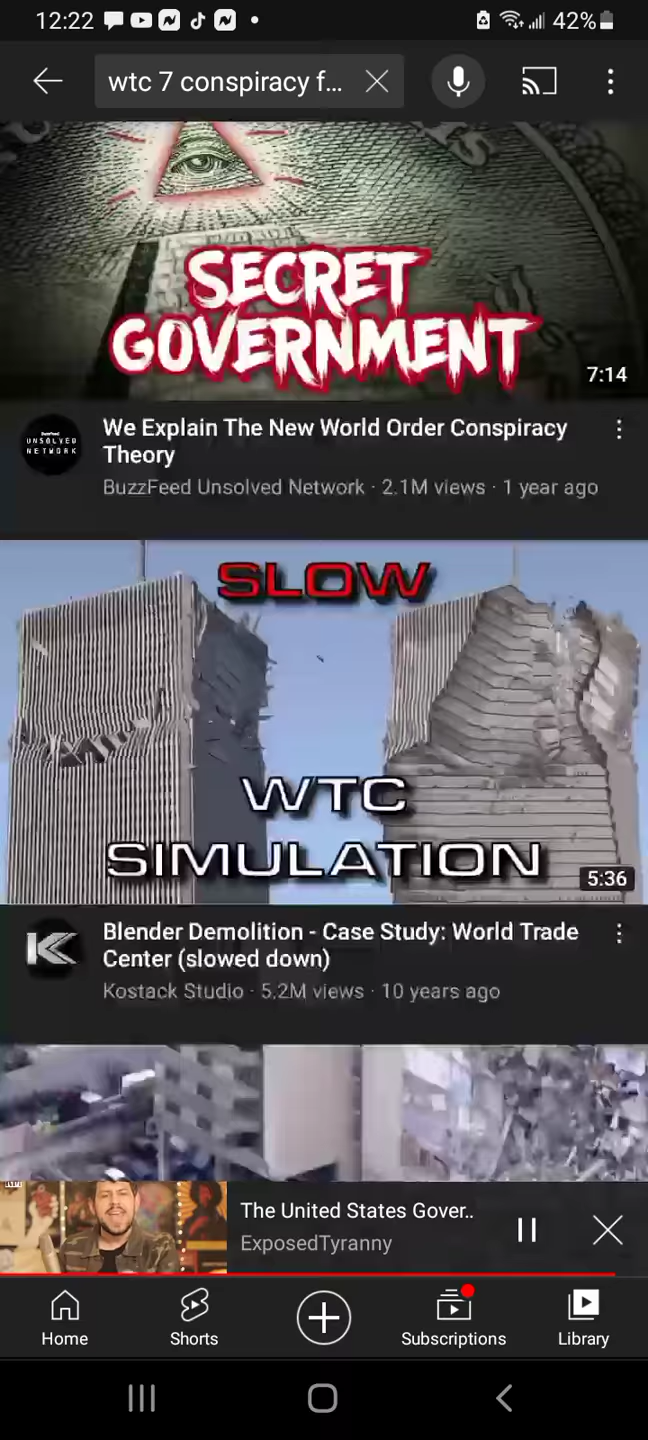 12:22
42%
wtc 7 conspiracy f...
SECRET
GOVERNMENT
7:14
UNSOLVED
NETWORK
We Explain The New World Order Conspiracy
Theory
BuzzFeed Unsolved Network · 2.1M views · 1 year ago
SLOW
WTC
SIMULATION
5:36
Blender Demolition - Case Study: World Trade
Center (slowed down)
Kostack Studio · 5.2M views · 10 years ago
The United States Gover..
ExposedTyranny
Home
Shorts
Subscriptions
Library